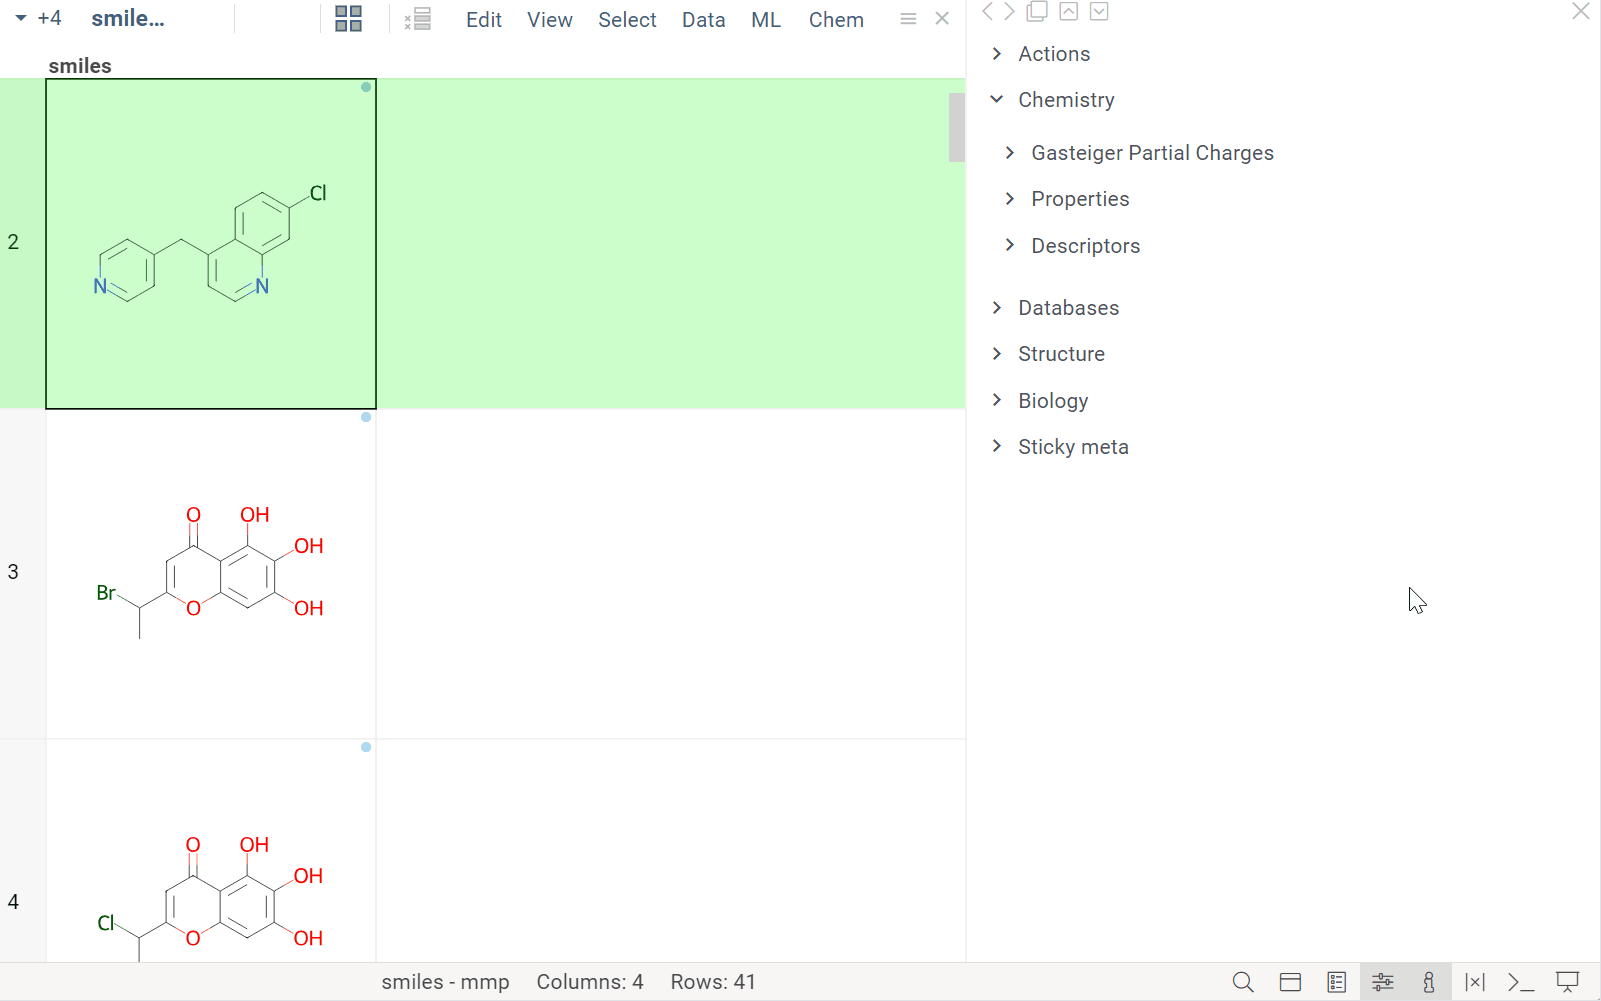 +4 smile... Edit View Select Data ML Chem
smiles
2
Cl
N
N
3
O OH
OH
Br
O OH
4
O OH
OH
Cl
O OH
Actions
Chemistry
Gasteiger Partial Charges
Properties
Descriptors
Databases
Structure
Biology
Sticky meta
smiles - mmp Columns: 4 Rows: 41